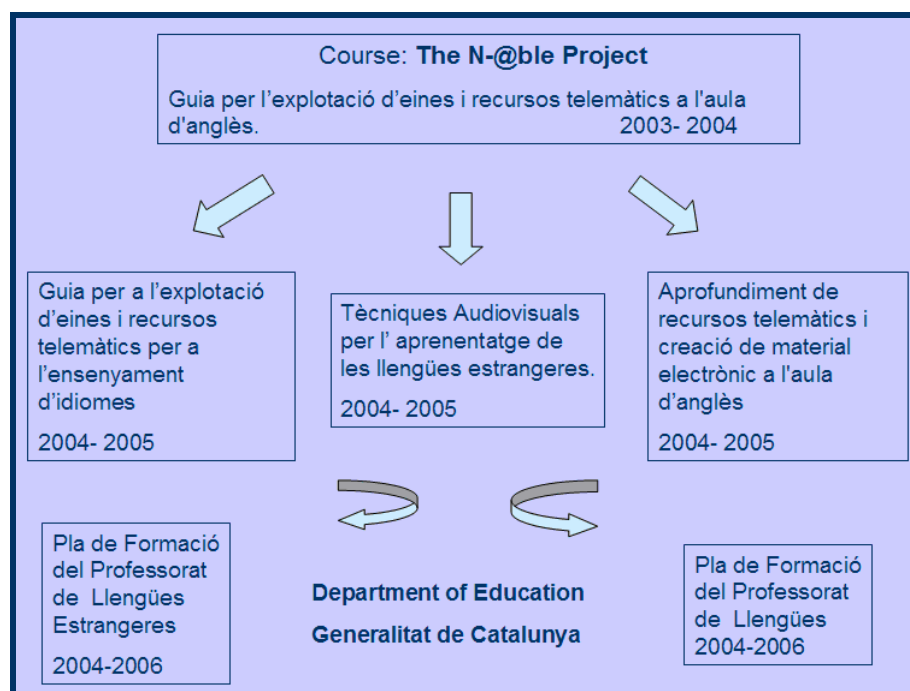 Course: The N-@ble Project
Guia per l'explotació d'eines i recursos telemàtics a l'aula
d'anglès. 2003- 2004
Guia per a l'explotació
d'eines i recursos
telemàtics per a
l'ensenyament
d'idiomes
2004- 2005
Tècniques Audiovisuals
per l' aprenentatge de
les llengües estrangeres.
2004- 2005
Aprofundiment de
recursos telemàtics i
creació de material
electrònic a l'aula
d'anglès
2004- 2005
Pla de Formació
del Professorat
de Llengües
Estrangeres
2004-2006
Department of Education
Generalitat de Catalunya
Pla de Formació
del Professorat
de Llengües
2004-2006